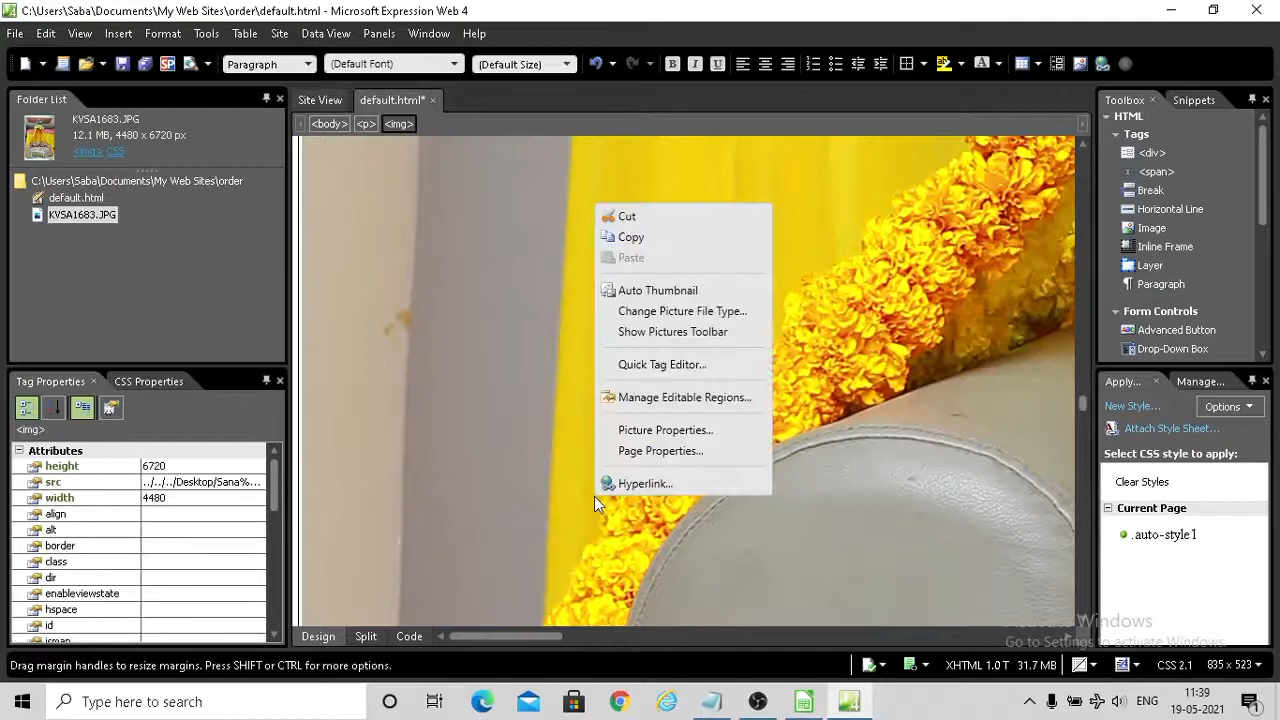 C:\Users\Saba\Documents\My Web Sites\order\default.html - Microsoft Expression Web 4
File Edit View Insert Format Tools Table Site Data View Panels Window Help
Paragraph (Default Font) (Default Size) B I U A
Folder List
KVSA1683.JPG
12.1 MB, 4480 x 6720 px
<img> CSS
C:\Users\Saba\Documents\My Web Sites\order
default.html
KVSA1683.JPG
Tag Properties CSS Properties
<img>
Attributes
height 6720
src ../../../Desktop/Sana%...
width 4480
align
alt
border
class
dir
enableviewstate
hspace
id
ismap
Site View default.html*
<body> <p> <img>
Cut
Copy
Paste
Auto Thumbnail
Change Picture File Type...
Show Pictures Toolbar
Quick Tag Editor...
Manage Editable Regions...
Picture Properties...
Page Properties...
Hyperlink...
Design Split Code
Toolbox Snippets
HTML
Tags
<div>
<span>
Break
Horizontal Line
Image
Inline Frame
Layer
Paragraph
Form Controls
Advanced Button
Drop-Down Box
Apply... Manage...
New Style... Options
Attach Style Sheet...
Select CSS style to apply:
Clear Styles
Current Page
.auto-style1
Activate Windows
Go to Settings to activate Windows.
Drag margin handles to resize margins. Press SHIFT or CTRL for more options. XHTML 1.0 T 31.7 MB CSS 2.1 835 x 523
Type here to search
ENG
11:39
19-05-2021
1